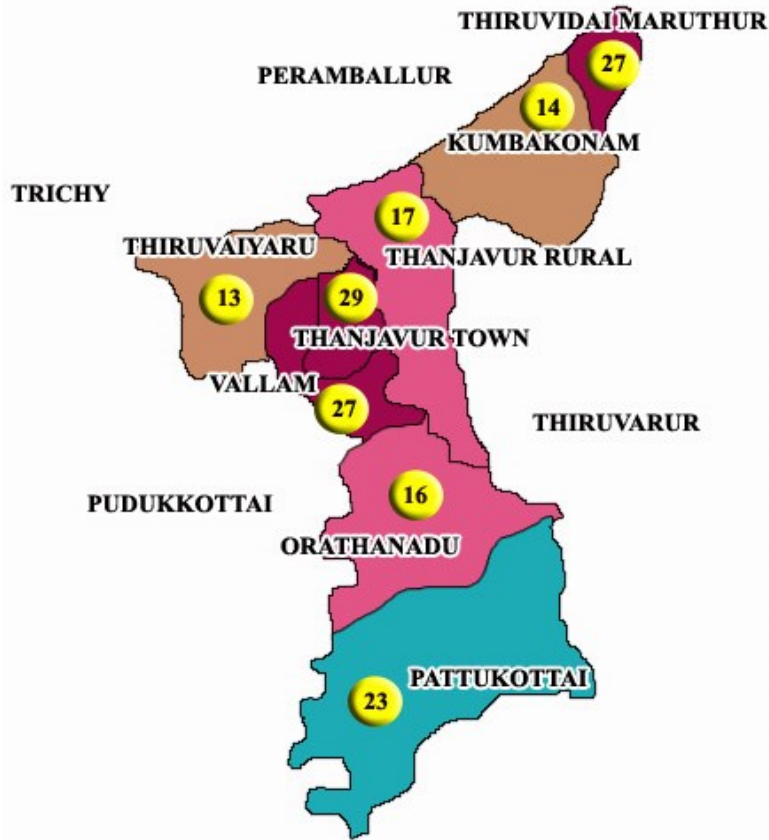 THIRUVIDAI MARUTHUR
27
PERAMBALLUR
14
KUMBAKONAM
TRICHY
17
THIRUVAIYARU
THANJAVUR RURAL
13
29
THANJAVUR TOWN
VALLAM
27
THIRUVARUR
PUDUKKOTTAI
16
ORATHANADU
PATTUKOTTAI
23